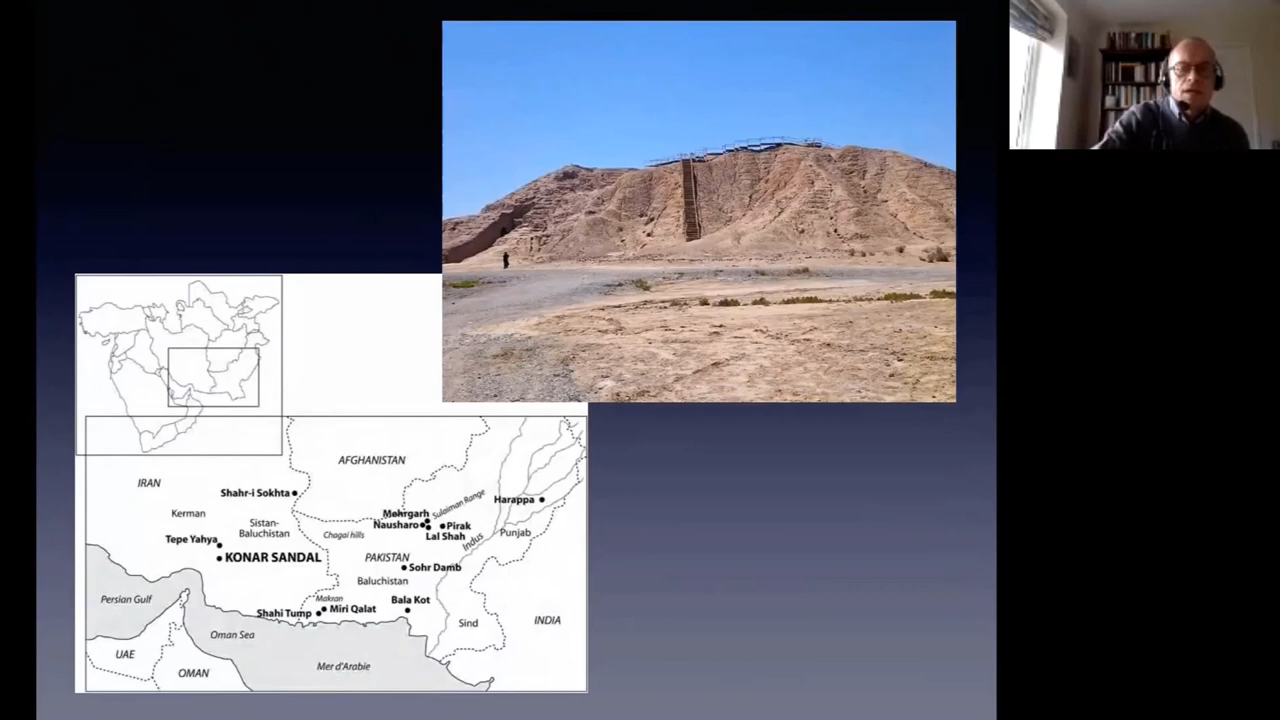 AFGHANISTAN
IRAN
Shahr-i Sokhta
Kerman
Sistan-
Baluchistan
Tepe Yahya
KONAR SANDAL
Chagai hills
Mehrgarh
Nausharo
Sulaiman Range
Pirak
Lal Shah
Harappa
Indus
Punjab
PAKISTAN
Sohr Damb
Baluchistan
Makran
Shahi Tump
Miri Qalat
Bala Kot
Sind
INDIA
Persian Gulf
Oman Sea
UAE
OMAN
Mer d'Arabie